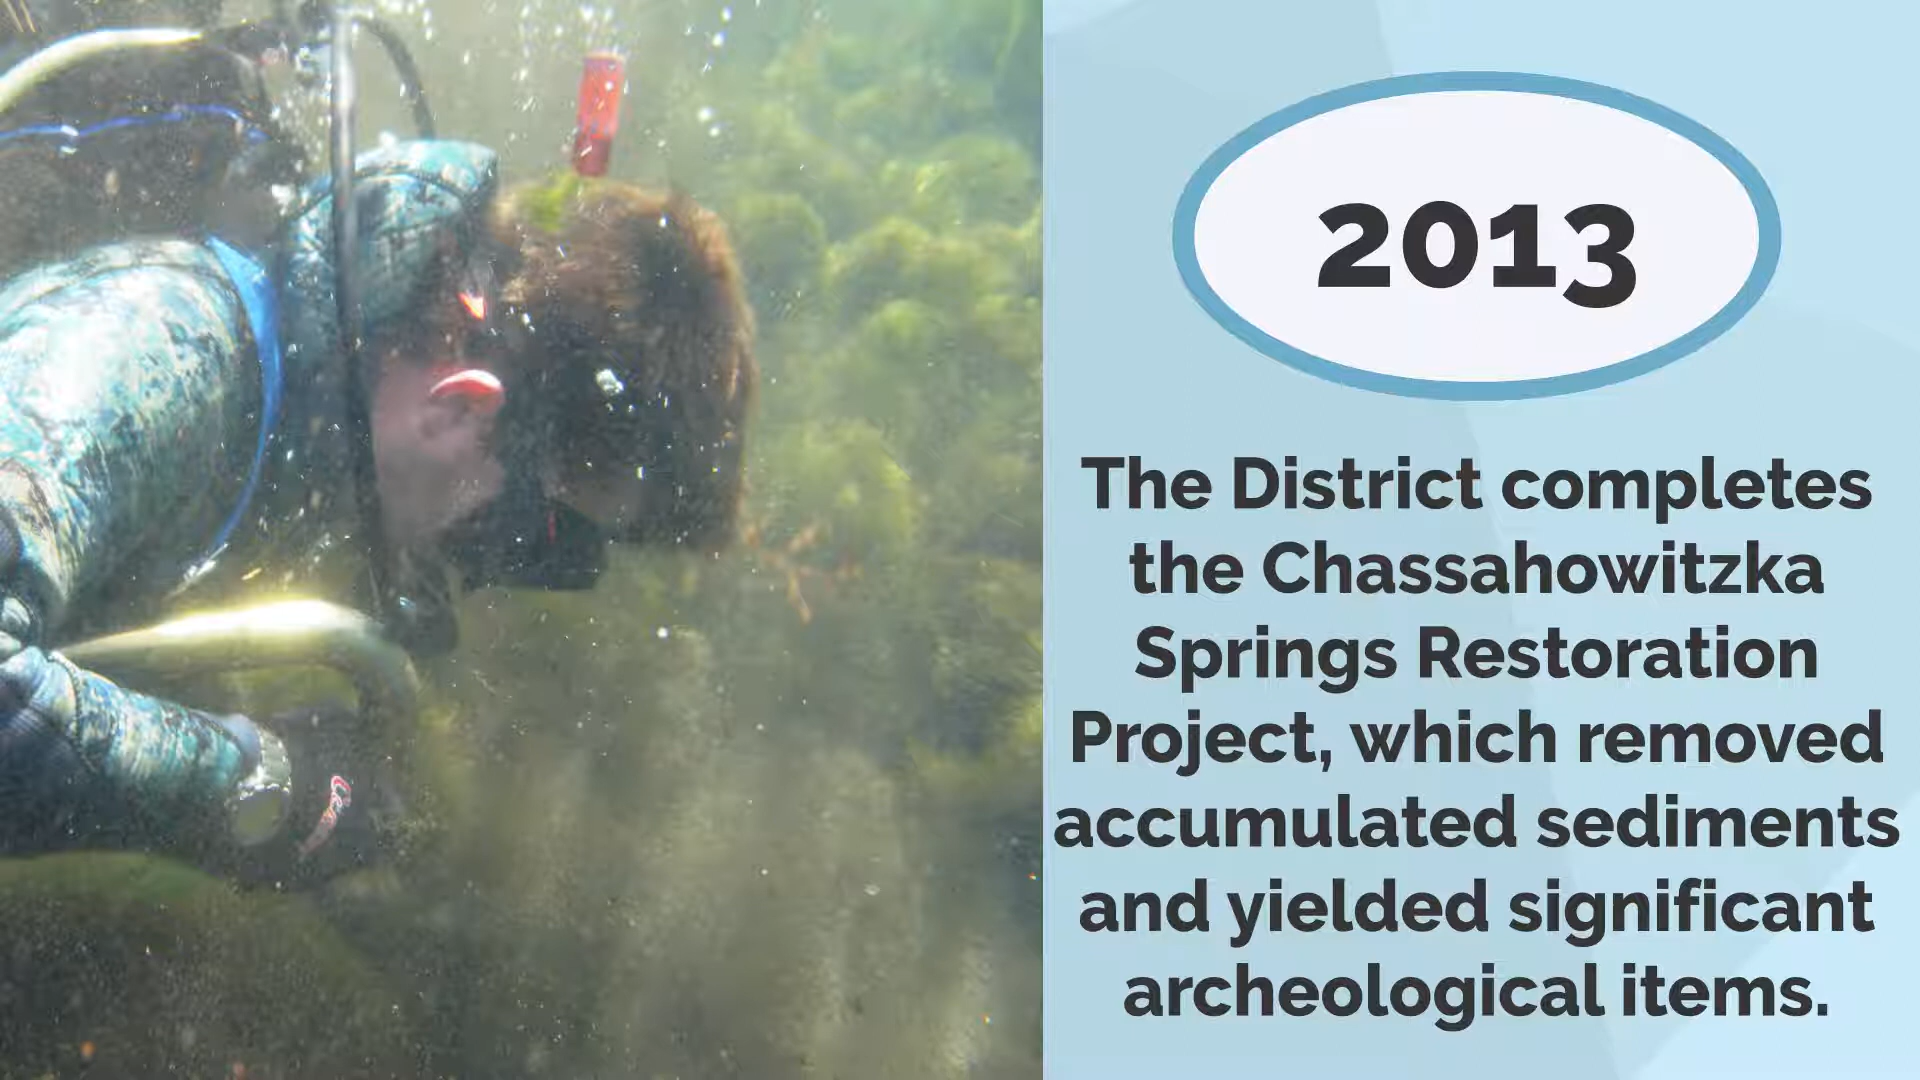 2013
The District completes
the Chassahowitzka
Springs Restoration
Project, which removed
accumulated sediments
and yielded significant
archeological items.